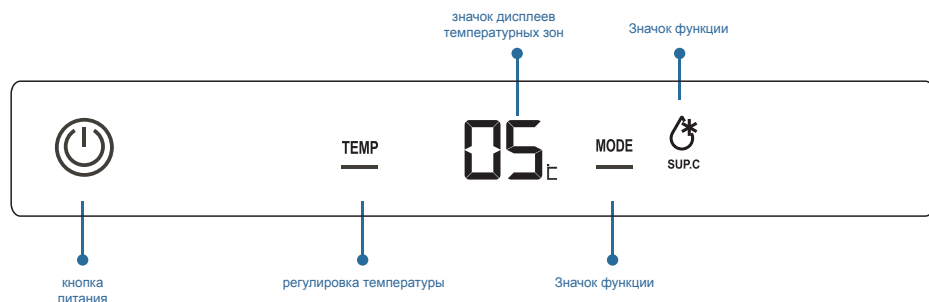 значок дисплеев
температурных зон
Значок функции
TEMP
05℃
MODE
SUP.C
кнопка
питания
регулировка температуры
Значок функции